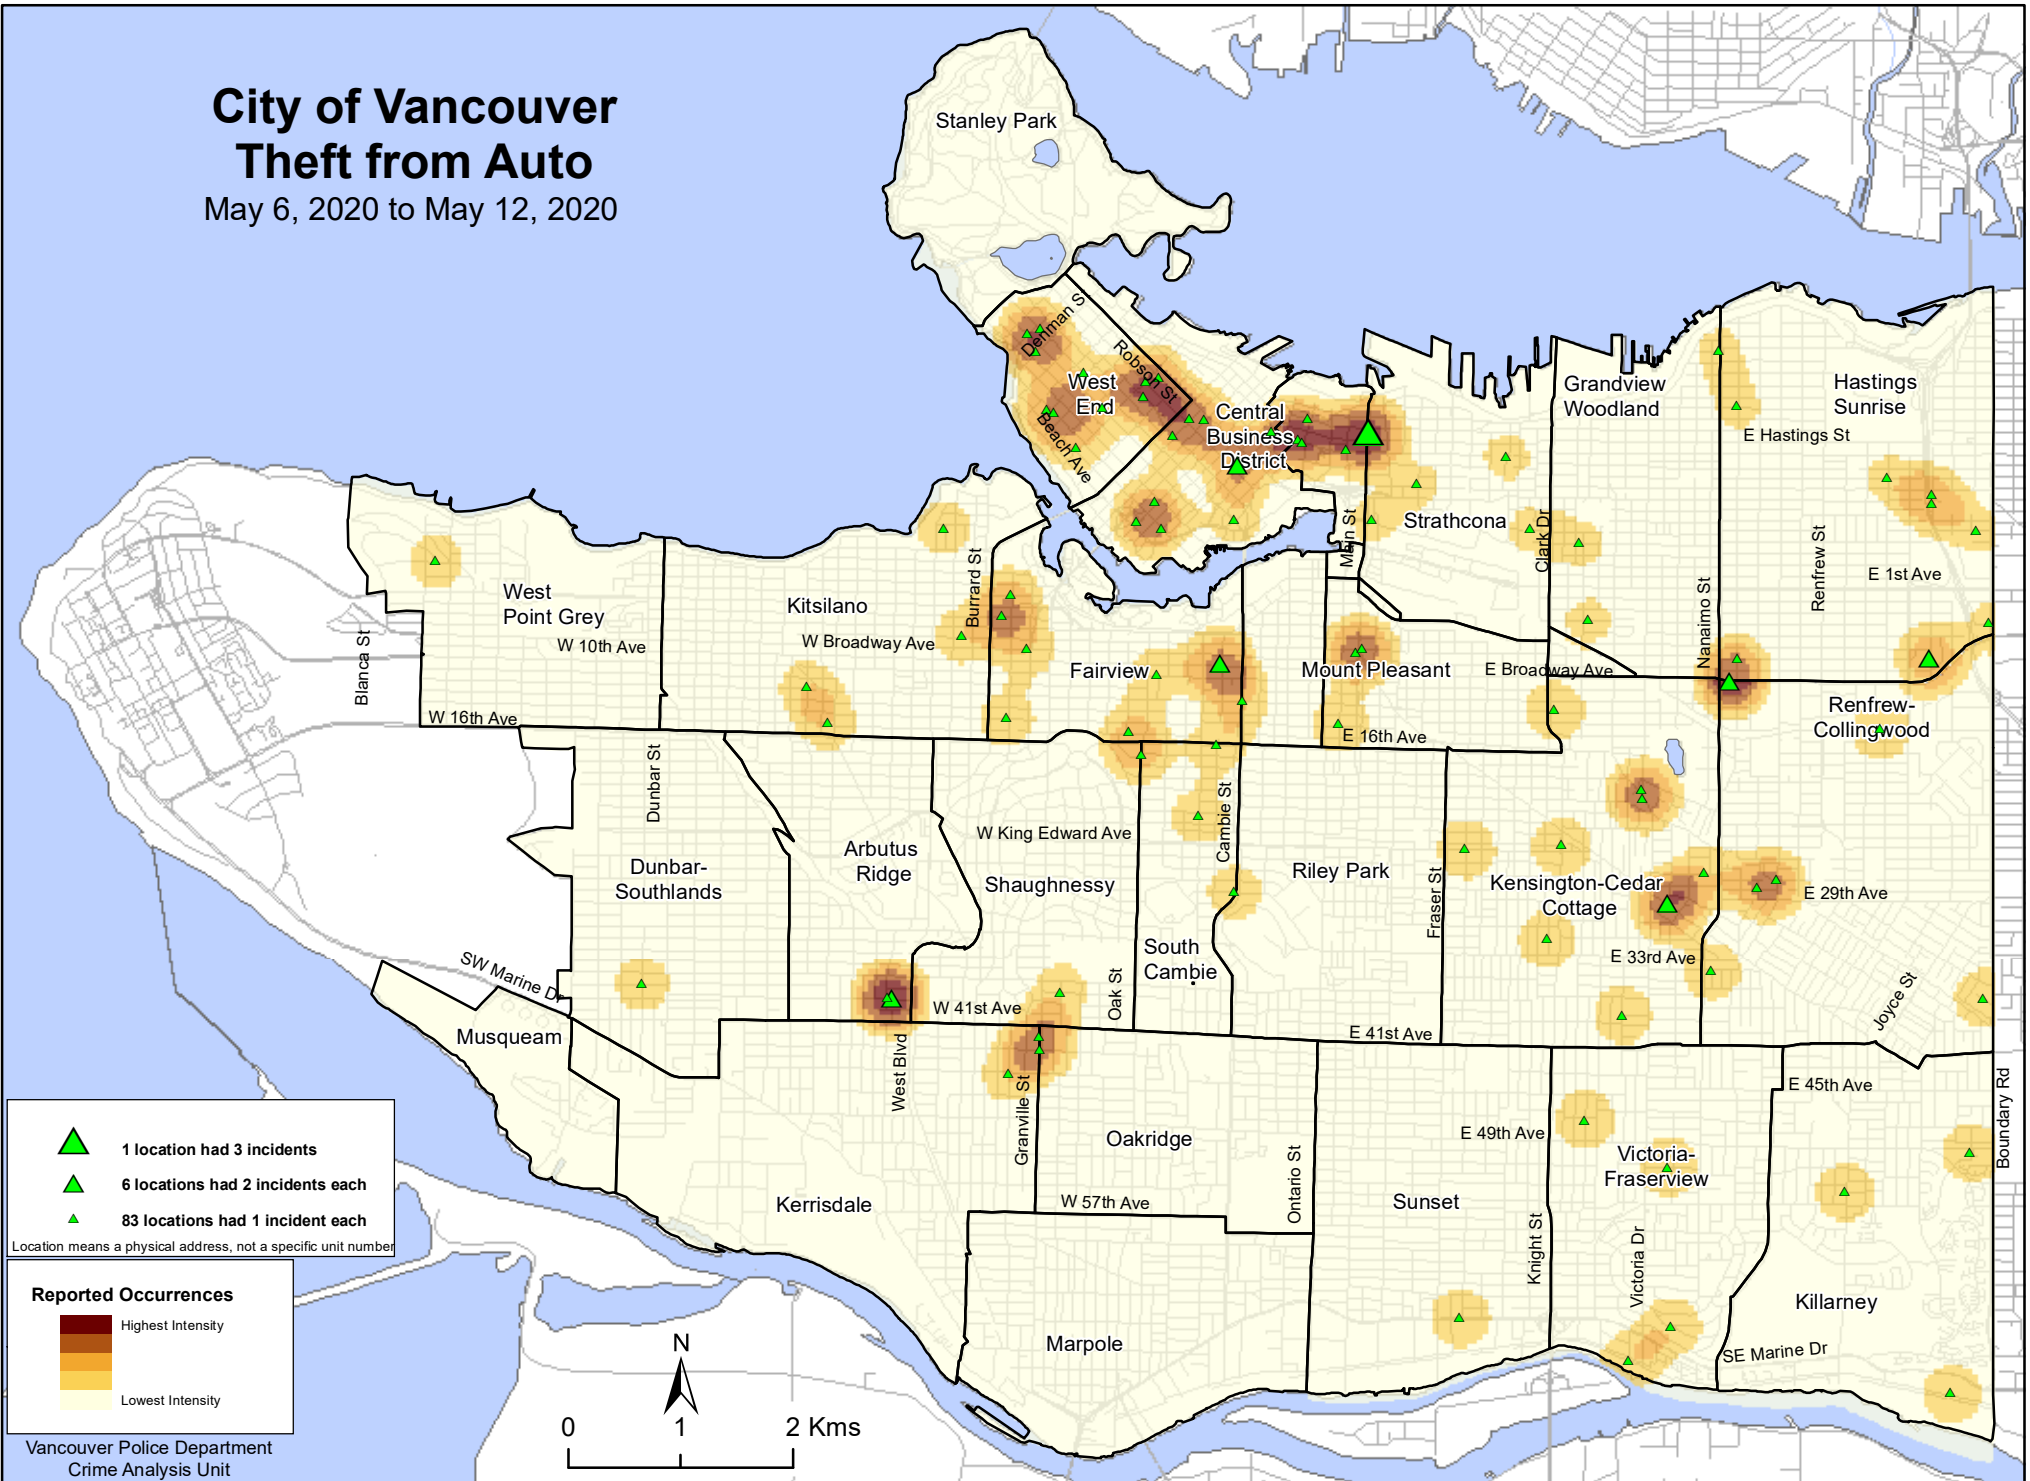 City of Vancouver
Theft from Auto
May 6, 2020 to May 12, 2020
Stanley Park
Denman S
Robson St
West
End
Beach Ave
Central
Business
District
Grandview
Woodland
Hastings
Sunrise
E Hastings St
Strathcona
Main St
Clark Dr
Nanaimo St
Renfrew St
E 1st Ave
West
Point Grey
W 10th Ave
Blanca St
W 16th Ave
Kitsilano
W Broadway Ave
Burrard St
Fairview
Mount Pleasant
E Broadway Ave
E 16th Ave
Renfrew-
Collingwood
Dunbar St
Dunbar-
Southlands
Arbutus
Ridge
W King Edward Ave
Shaughnessy
Cambie St
Riley Park
Fraser St
Kensington-Cedar
Cottage
E 29th Ave
E 33rd Ave
South
Cambie
Oak St
SW Marine Dr
Musqueam
W 41st Ave
E 41st Ave
Joyce St
West Blvd
Granville St
E 45th Ave
Boundary Rd
Oakridge
E 49th Ave
Victoria-
Fraserview
Kerrisdale
W 57th Ave
Ontario St
Sunset
Knight St
Victoria Dr
Killarney
SE Marine Dr
Marpole
1 location had 3 incidents
6 locations had 2 incidents each
83 locations had 1 incident each
Location means a physical address, not a specific unit number
Reported Occurrences
Highest Intensity
Lowest Intensity
Vancouver Police Department
Crime Analysis Unit
N
0 1 2 Kms